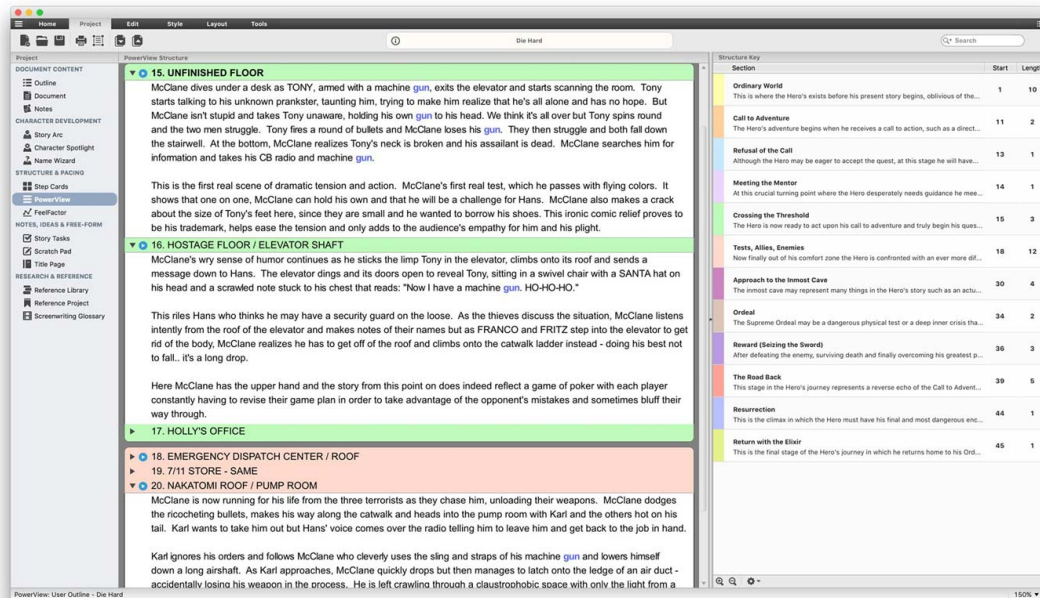 Home Project Edit Style Layout Tools
Die Hard
Search
Project
PowerView Structure
Structure Key
DOCUMENT CONTENT
Outline
Document
Notes
CHARACTER DEVELOPMENT
Story Arc
Character Spotlight
Name Wizard
STRUCTURE & PACING
Step Cards
PowerView
FeelFactor
NOTES, IDEAS & FREE-FORM
Story Tasks
Scratch Pad
Title Page
RESEARCH & REFERENCE
Reference Library
Reference Project
Screenwriting Glossary
15. UNFINISHED FLOOR
McClane dives under a desk as TONY, armed with a machine gun, exits the elevator and starts scanning the room. Tony
starts talking to his unknown prankster, taunting him, trying to make him realize that he's all alone and has no hope. But
McClane isn't stupid and takes Tony unaware, holding his own gun to his head. We think it's all over but Tony spins round
and the two men struggle. Tony fires a round of bullets and McClane loses his gun. They then struggle and both fall down
the stairwell. At the bottom, McClane realizes Tony's neck is broken and his assailant is dead. McClane searches him for
information and takes his CB radio and machine gun.
This is the first real scene of dramatic tension and action. McClane's first real test, which he passes with flying colors. It
shows that one on one, McClane can hold his own and that he will be a challenge for Hans. McClane also makes a crack
about the size of Tony's feet here, since they are small and he wanted to borrow his shoes. This ironic comic relief proves to
be his trademark, helps ease the tension and only adds to the audience's empathy for him and his plight.
16. HOSTAGE FLOOR / ELEVATOR SHAFT
McClane's wry sense of humor continues as he sticks the limp Tony in the elevator, climbs onto its roof and sends a
message down to Hans. The elevator dings and its doors open to reveal Tony, sitting in a swivel chair with a SANTA hat on
his head and a scrawled note stuck to his chest that reads: "Now I have a machine gun. HO-HO-HO."
This riles Hans who thinks he may have a security guard on the loose. As the thieves discuss the situation, McClane listens
intently from the roof of the elevator and makes notes of their names but as FRANCO and FRITZ step into the elevator to get
rid of the body, McClane realizes he has to get off of the roof and climbs onto the catwalk ladder instead - doing his best not
to fall.. it's a long drop.
Here McClane has the upper hand and the story from this point on does indeed reflect a game of poker with each player
constantly having to revise their game plan in order to take advantage of the opponent's mistakes and sometimes bluff their
way through.
17. HOLLY'S OFFICE
18. EMERGENCY DISPATCH CENTER / ROOF
19. 7/11 STORE - SAME
20. NAKATOMI ROOF / PUMP ROOM
McClane is now running for his life from the three terrorists as they chase him, unloading their weapons. McClane dodges
the ricocheting bullets, makes his way along the catwalk and heads into the pump room with Karl and the others hot on his
tail. Karl wants to take him out but Hans' voice comes over the radio telling him to leave him and get back to the job in hand.
Karl ignores his orders and follows McClane who cleverly uses the sling and straps of his machine gun and lowers himself
down a long airshaft. As Karl approaches, McClane quickly drops but then manages to latch onto the ledge of an air duct -
accidentally losing his weapon in the process. He is left crawling through a claustrophobic space with only the light from a
Section Start Length
Ordinary World 1 10
This is where the Hero's exists before his present story begins, oblivious of the...
Call to Adventure 11 2
The Hero's adventure begins when he receives a call to action, such as a direct...
Refusal of the Call 13 1
Although the Hero may be eager to accept the quest, at this stage he will have...
Meeting the Mentor 14 1
At this crucial turning point where the Hero desperately needs guidance he mee...
Crossing the Threshold 15 3
The Hero is now ready to act upon his call to adventure and truly begin his ques...
Tests, Allies, Enemies 18 12
Now finally out of his comfort zone the Hero is confronted with an ever more dif...
Approach to the Inmost Cave 30 4
The inmost cave may represent many things in the Hero's story such as an actu...
Ordeal 34 2
The Supreme Ordeal may be a dangerous physical test or a deep inner crisis tha...
Reward (Seizing the Sword) 36 3
After defeating the enemy, surviving death and finally overcoming his greatest p...
The Road Back 39 5
This stage in the Hero's journey represents a reverse echo of the Call to Advent...
Resurrection 44 1
This is the climax in which the Hero must have his final and most dangerous enc...
Return with the Elixir 45 1
This is the final stage of the Hero's journey in which he returns home to his Ord...
PowerView: User Outline - Die Hard
150%